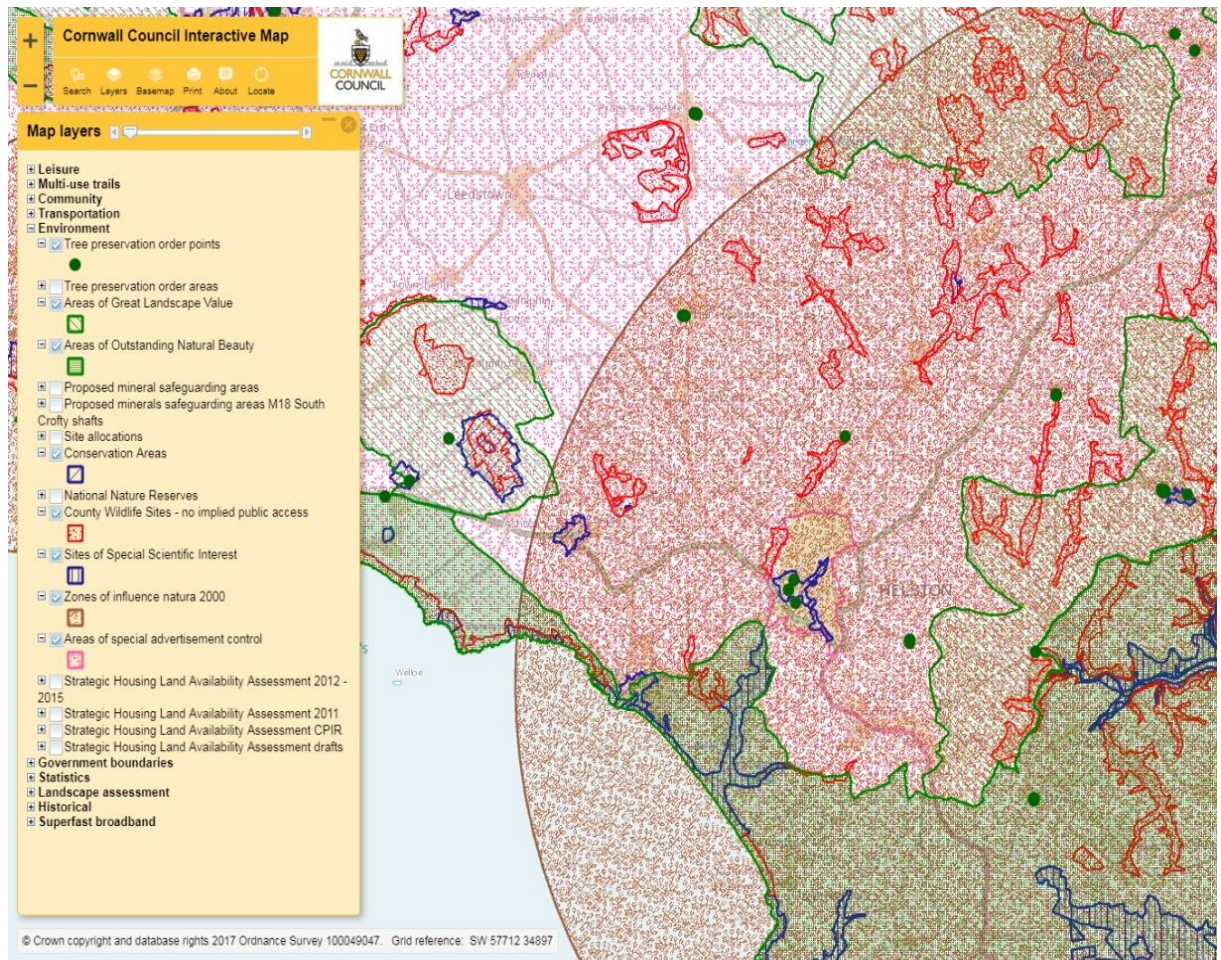 Cornwall Council Interactive Map
CORNWALL
COUNCIL
Search Layers Basemap Print About Locate
Map layers
Leisure
Multi-use trails
Community
Transportation
Environment
Tree preservation order points
Tree preservation order areas
Areas of Great Landscape Value
Areas of Outstanding Natural Beauty
Proposed mineral safeguarding areas
Proposed minerals safeguarding areas M18 South
Crofty shafts
Site allocations
Conservation Areas
National Nature Reserves
County Wildlife Sites - no implied public access
Sites of Special Scientific Interest
Zones of influence natura 2000
Areas of special advertisement control
Strategic Housing Land Availability Assessment 2012 -
2015
Strategic Housing Land Availability Assessment 2011
Strategic Housing Land Availability Assessment CPIR
Strategic Housing Land Availability Assessment drafts
Government boundaries
Statistics
Landscape assessment
Historical
Superfast broadband
Leedstown
HELSTON
Welloe
© Crown copyright and database rights 2017 Ordnance Survey 100049047. Grid reference: SW 57712 34897